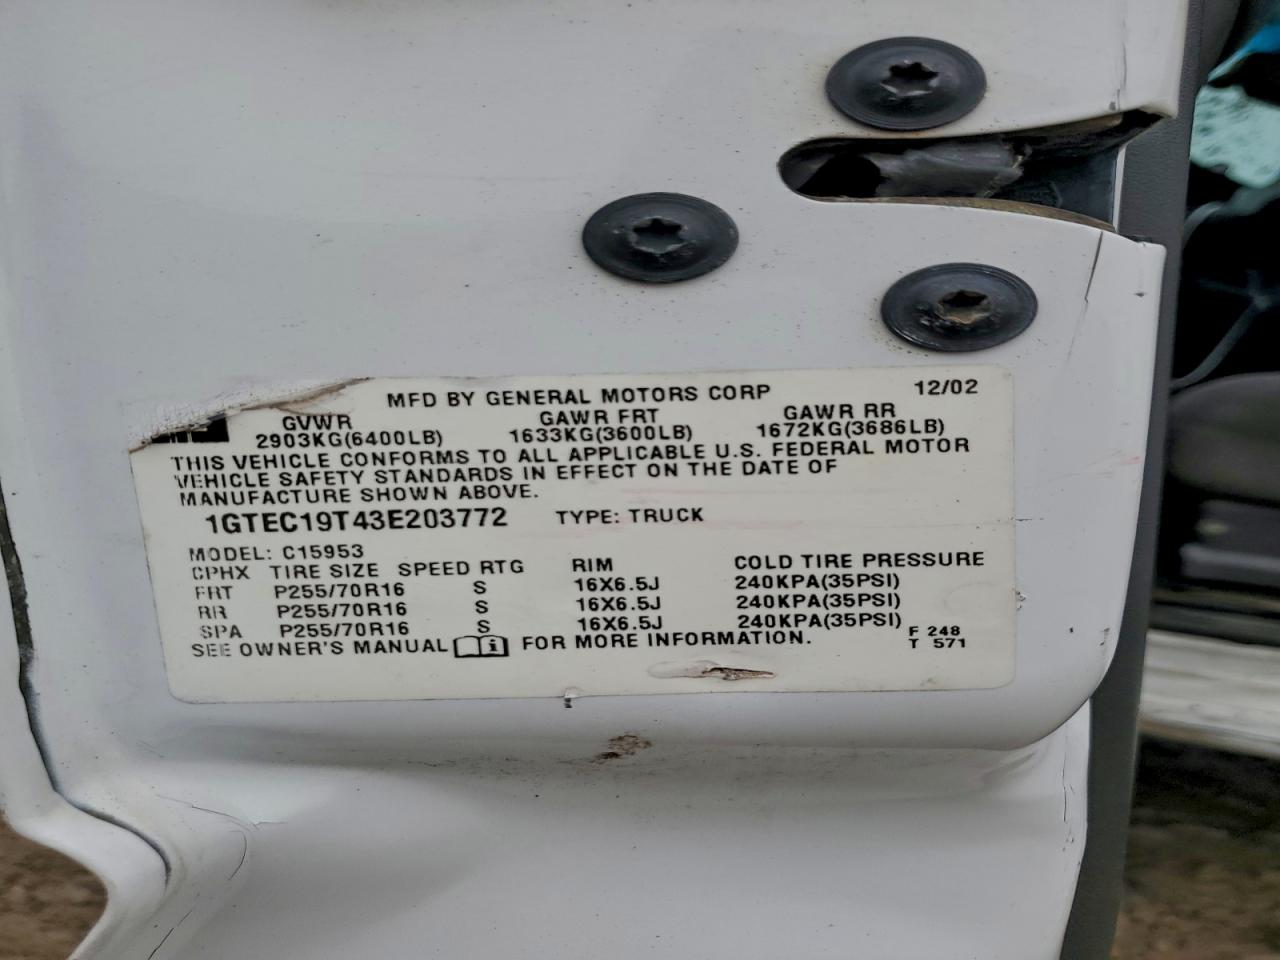 MFD BY GENERAL MOTORS CORP 12/02
GVWR GAWR FRT GAWR RR
2903KG(6400LB) 1633KG(3600LB) 1672KG(3686LB)
THIS VEHICLE CONFORMS TO ALL APPLICABLE U.S. FEDERAL MOTOR
VEHICLE SAFETY STANDARDS IN EFFECT ON THE DATE OF
MANUFACTURE SHOWN ABOVE.
1GTEC19T43E203772 TYPE: TRUCK
MODEL: C15953
CPHX TIRE SIZE SPEED RTG RIM COLD TIRE PRESSURE
FRT P255/70R16 S 16X6.5J 240KPA(35PSI)
RR P255/70R16 S 16X6.5J 240KPA(35PSI)
SPA P255/70R16 S 16X6.5J 240KPA(35PSI)
SEE OWNER'S MANUAL i FOR MORE INFORMATION. F 248
T 571